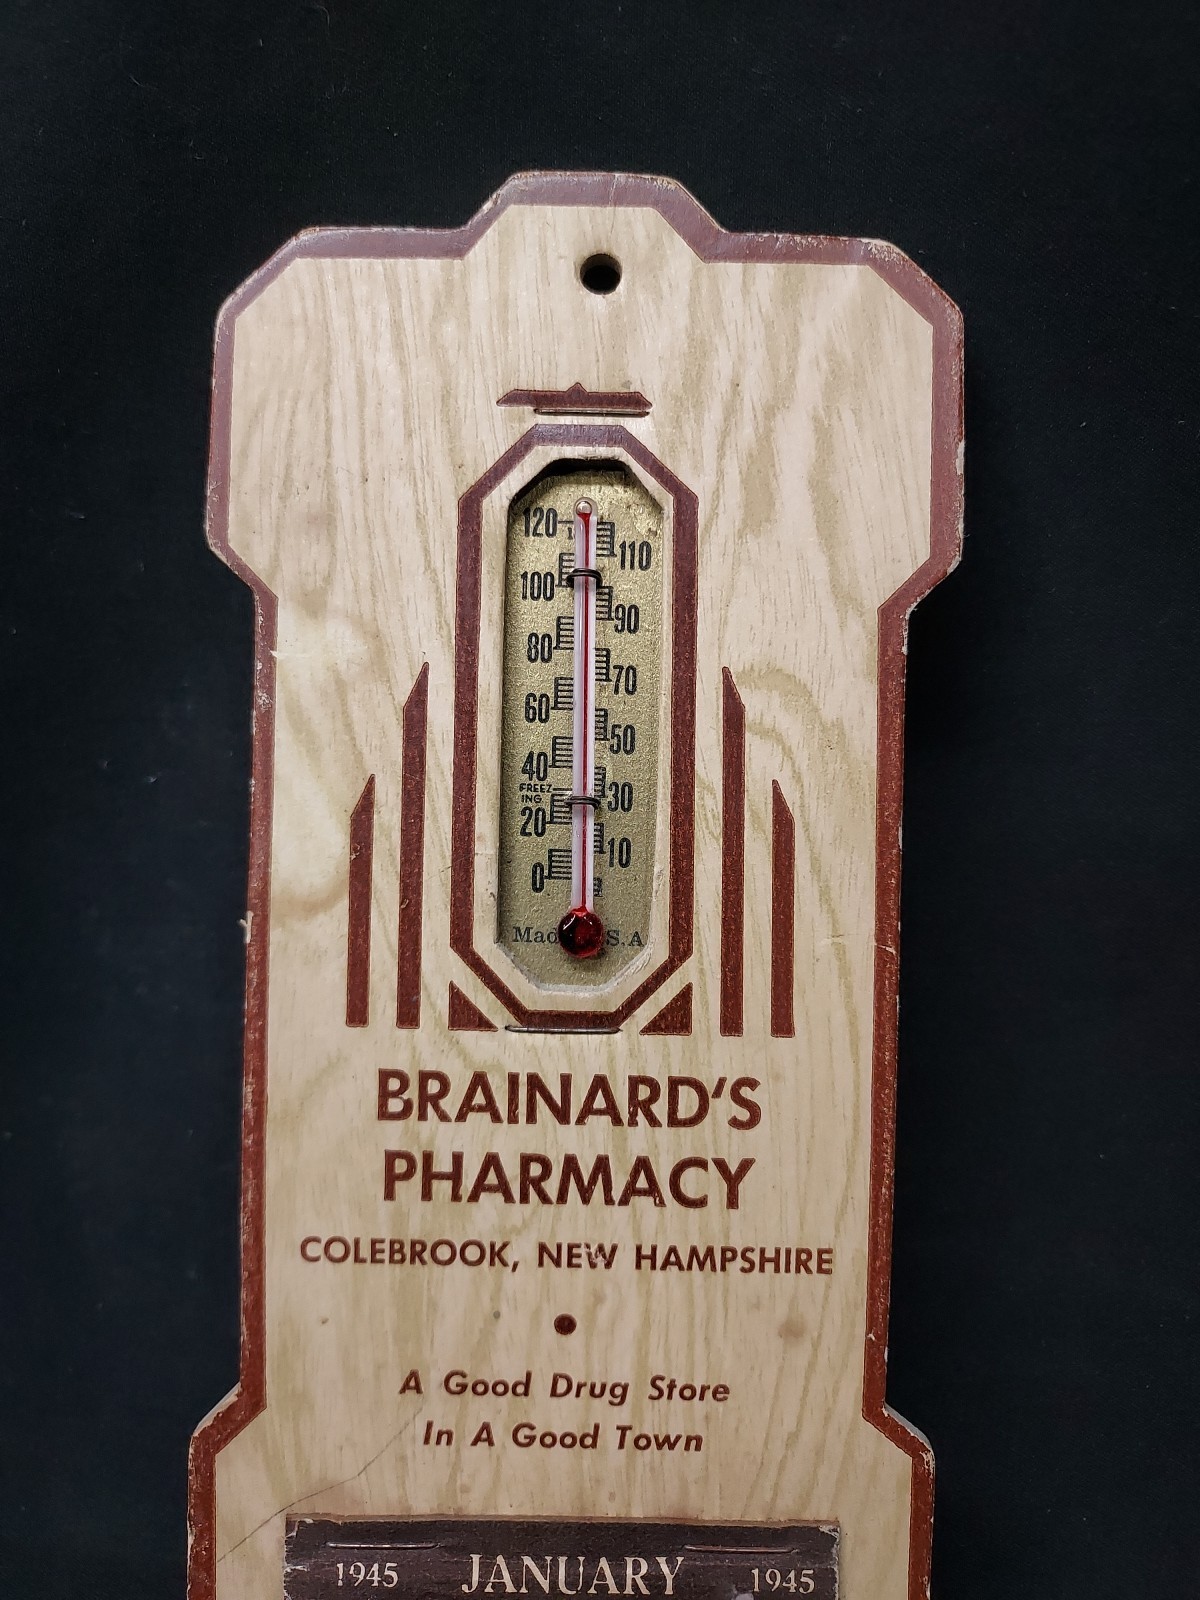 120
110
100
90
80
70
60
50
40
FREEZ
ING
30
20
10
0
Mad S.A
BRAINARD'S
PHARMACY
COLEBROOK, NEW HAMPSHIRE
A Good Drug Store
In A Good Town
1945 JANUARY 1945